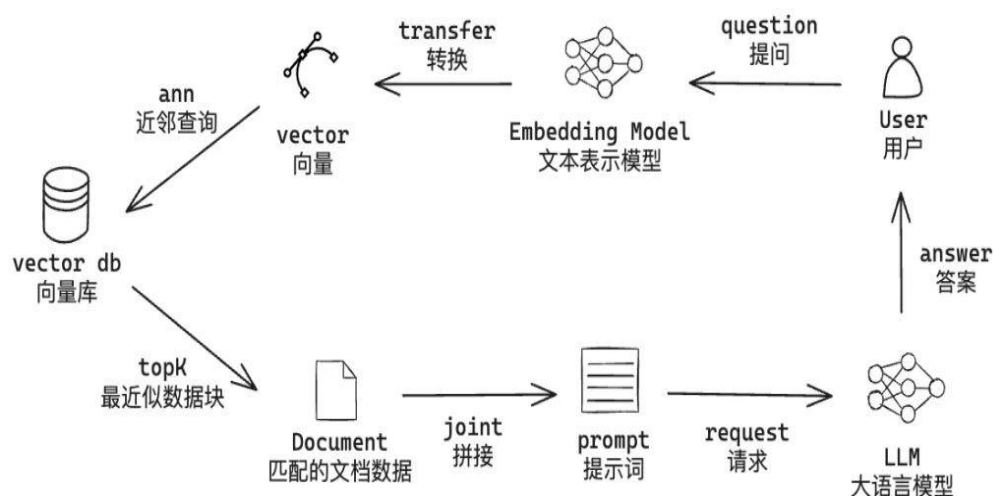 question
提问
transfer
转换
ann
近邻查询
User
用户
Embedding Model
文本表示模型
vector
向量
vector db
向量库
answer
答案
topK
最近似数据块
Document
匹配的文档数据
joint
拼接
prompt
提示词
request
请求
LLM
大语言模型